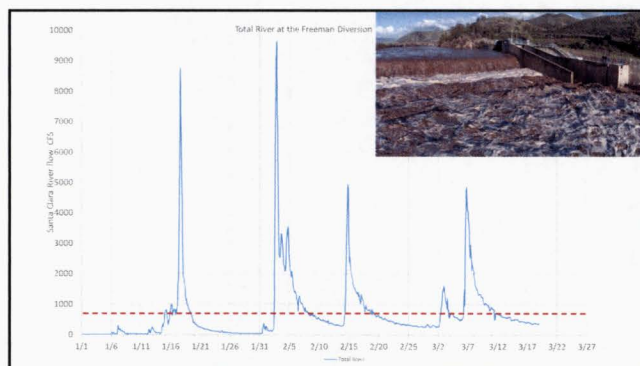 Total River at the Freeman Diversion
10000
9000
8000
7000
6000
5000
4000
3000
2000
1000
0
Santa Clara River flow CFS
1/1 1/6 1/11 1/16 1/21 1/26 1/31 2/5 2/10 2/15 2/20 2/25 3/2 3/7 3/12 3/17 3/22 3/27
Total River